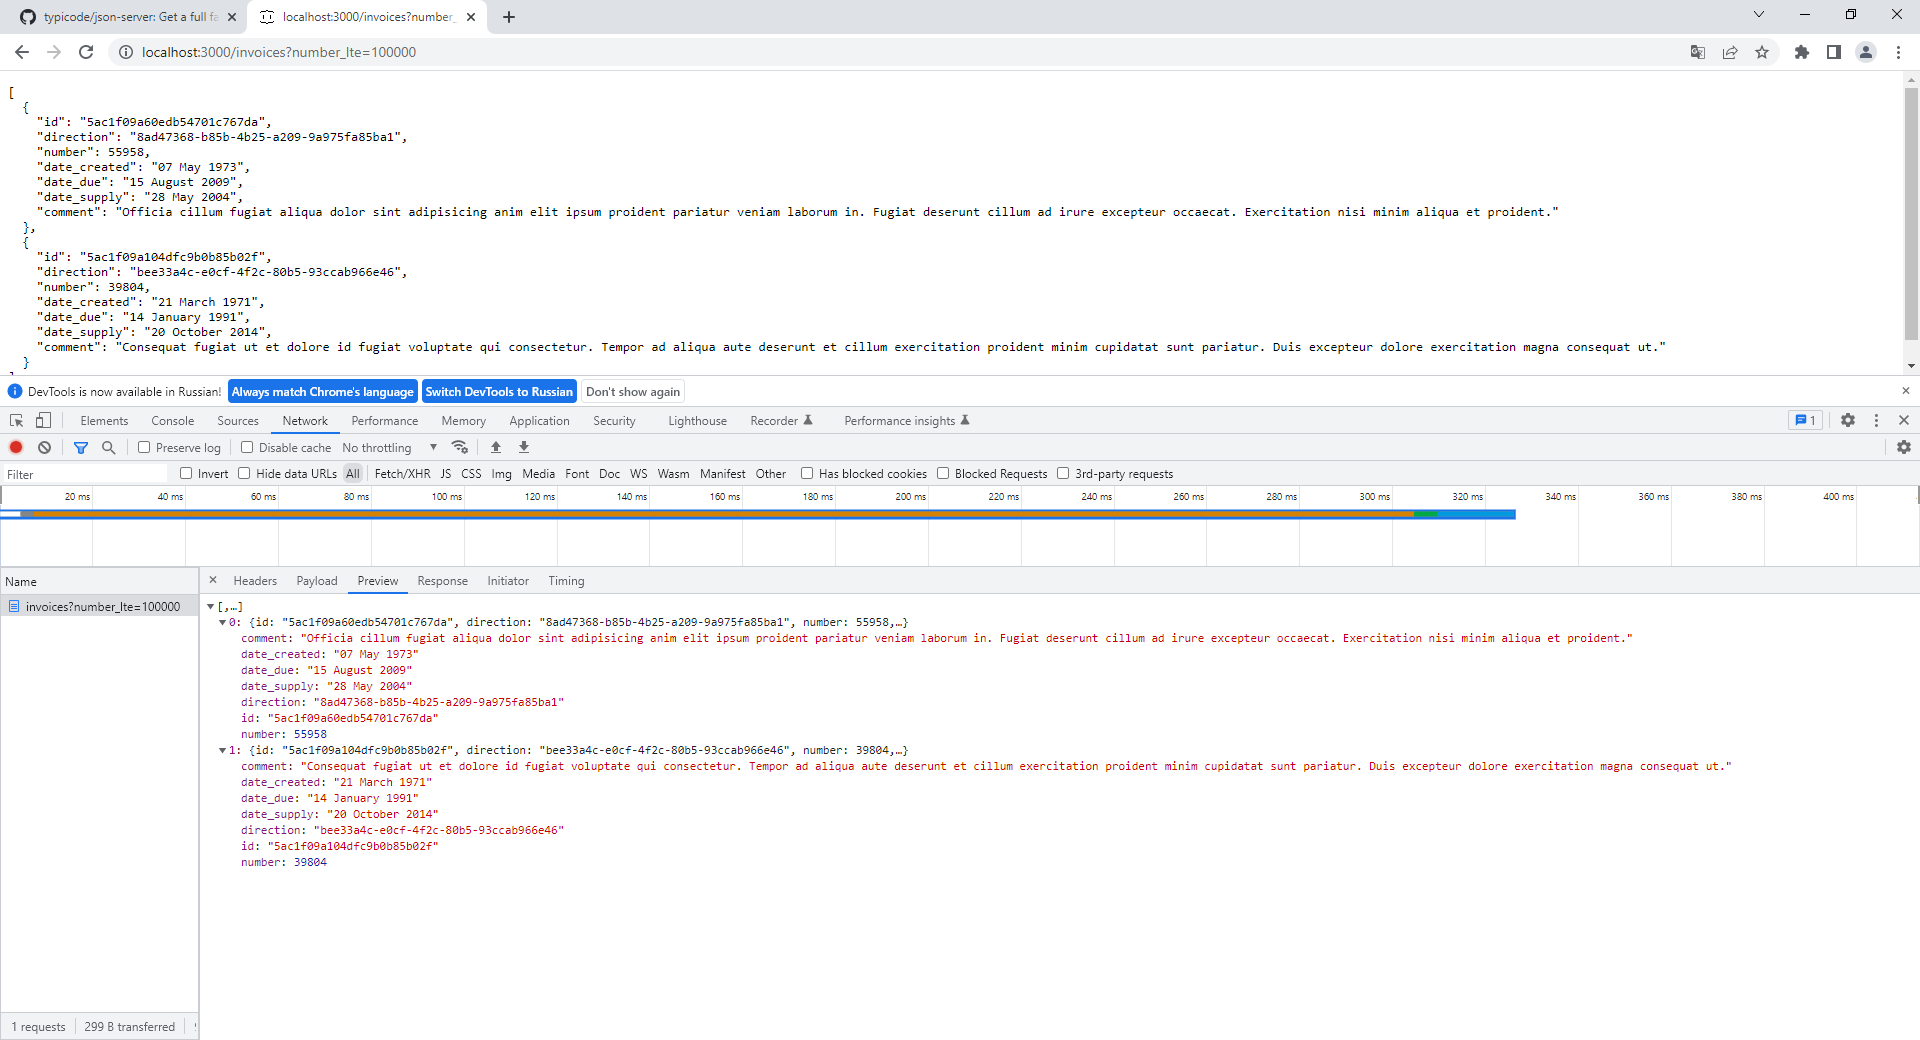 typicode/json-server: Get a full fa
localhost:3000/invoices?number_
localhost:3000/invoices?number_lte=100000
[
{
"id": "5ac1f09a60edb54701c767da",
"direction": "8ad47368-b85b-4b25-a209-9a975fa85ba1",
"number": 55958,
"date_created": "07 May 1973",
"date_due": "15 August 2009",
"date_supply": "28 May 2004",
"comment": "Officia cillum fugiat aliqua dolor sint adipisicing anim elit ipsum proident pariatur veniam laborum in. Fugiat deserunt cillum ad irure excepteur occaecat. Exercitation nisi minim aliqua et proident."
},
{
"id": "5ac1f09a104dfc9b0b85b02f",
"direction": "bee33a4c-e0cf-4f2c-80b5-93ccab966e46",
"number": 39804,
"date_created": "21 March 1971",
"date_due": "14 January 1991",
"date_supply": "20 October 2014",
"comment": "Consequat fugiat ut et dolore id fugiat voluptate qui consectetur. Tempor ad aliqua aute deserunt et cillum exercitation proident minim cupidatat sunt pariatur. Duis excepteur dolore exercitation magna consequat ut."
}
DevTools is now available in Russian! Always match Chrome's language Switch DevTools to Russian Don't show again
Elements Console Sources Network Performance Memory Application Security Lighthouse Recorder Performance insights 1
Preserve log Disable cache No throttling
Filter Invert Hide data URLs All Fetch/XHR JS CSS Img Media Font Doc WS Wasm Manifest Other Has blocked cookies Blocked Requests 3rd-party requests
20 ms 40 ms 60 ms 80 ms 100 ms 120 ms 140 ms 160 ms 180 ms 200 ms 220 ms 240 ms 260 ms 280 ms 300 ms 320 ms 340 ms 360 ms 380 ms 400 ms
Name
invoices?number_lte=100000
Headers Payload Preview Response Initiator Timing
[,…]
0: {id: "5ac1f09a60edb54701c767da", direction: "8ad47368-b85b-4b25-a209-9a975fa85ba1", number: 55958,…}
comment: "Officia cillum fugiat aliqua dolor sint adipisicing anim elit ipsum proident pariatur veniam laborum in. Fugiat deserunt cillum ad irure excepteur occaecat. Exercitation nisi minim aliqua et proident."
date_created: "07 May 1973"
date_due: "15 August 2009"
date_supply: "28 May 2004"
direction: "8ad47368-b85b-4b25-a209-9a975fa85ba1"
id: "5ac1f09a60edb54701c767da"
number: 55958
1: {id: "5ac1f09a104dfc9b0b85b02f", direction: "bee33a4c-e0cf-4f2c-80b5-93ccab966e46", number: 39804,…}
comment: "Consequat fugiat ut et dolore id fugiat voluptate qui consectetur. Tempor ad aliqua aute deserunt et cillum exercitation proident minim cupidatat sunt pariatur. Duis excepteur dolore exercitation magna consequat ut."
date_created: "21 March 1971"
date_due: "14 January 1991"
date_supply: "20 October 2014"
direction: "bee33a4c-e0cf-4f2c-80b5-93ccab966e46"
id: "5ac1f09a104dfc9b0b85b02f"
number: 39804
1 requests 299 B transferred